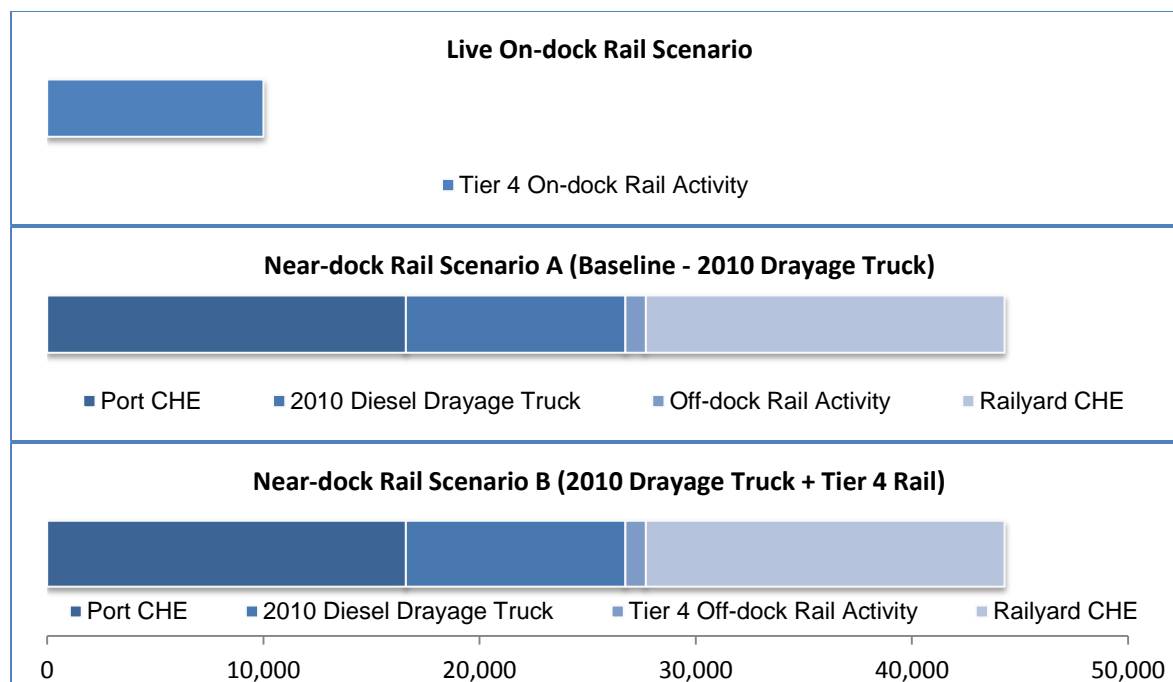 Live On-dock Rail Scenario
Tier 4 On-dock Rail Activity
Near-dock Rail Scenario A (Baseline - 2010 Drayage Truck)
Port CHE 2010 Diesel Drayage Truck Off-dock Rail Activity Railyard CHE
Near-dock Rail Scenario B (2010 Drayage Truck + Tier 4 Rail)
Port CHE 2010 Diesel Drayage Truck Tier 4 Off-dock Rail Activity Railyard CHE
0 10,000 20,000 30,000 40,000 50,000